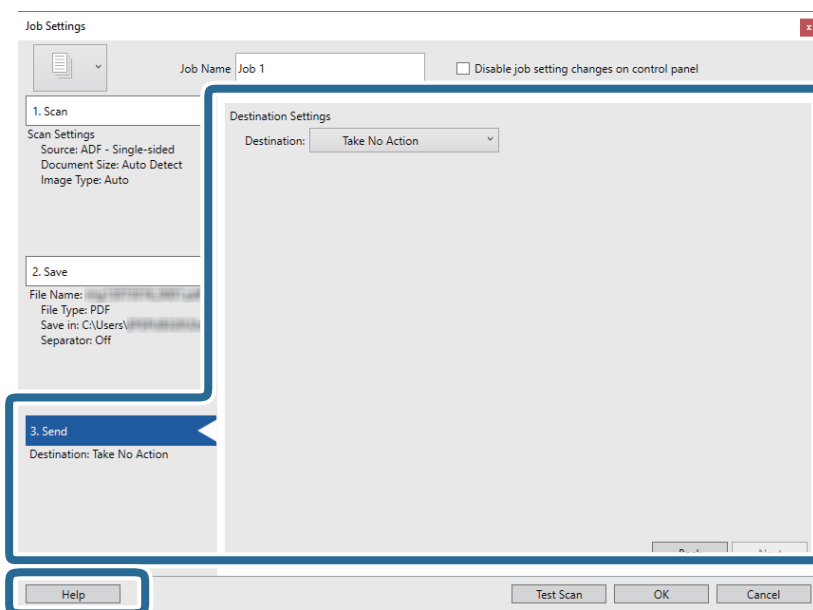 Job Settings
x
Job Name Job 1
Disable job setting changes on control panel
1. Scan
Scan Settings
Source: ADF - Single-sided
Document Size: Auto Detect
Image Type: Auto
2. Save
File Name:
File Type: PDF
Save in: C:\Users\
Separator: Off
3. Send
Destination: Take No Action
Destination Settings
Destination: Take No Action
Help
Test Scan
OK
Cancel